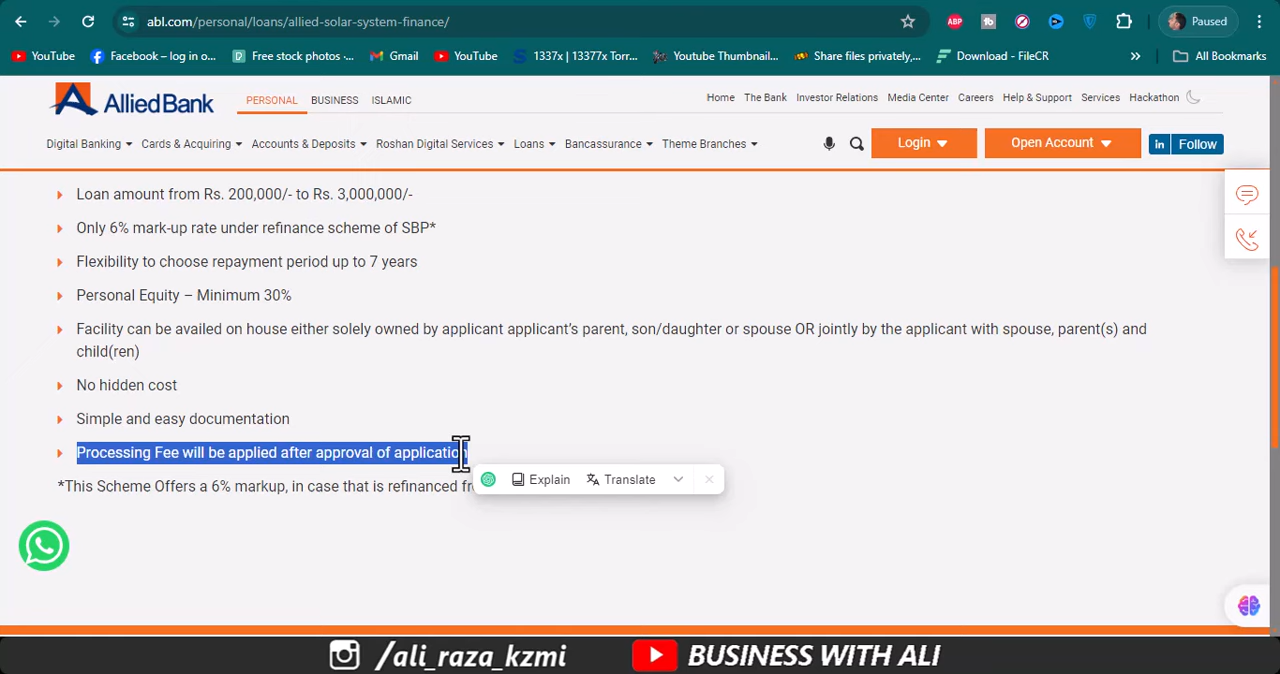 abl.com/personal/loans/allied-solar-system-finance/
ABP
Paused
YouTube
Facebook – log in o...
Free stock photos -...
Gmail
YouTube
1337x | 13377x Torr...
Youtube Thumbnail...
Share files privately,...
Download - FileCR
»
All Bookmarks
Allied Bank
PERSONAL
BUSINESS
ISLAMIC
Home
The Bank
Investor Relations
Media Center
Careers
Help & Support
Services
Hackathon
Digital Banking
Cards & Acquiring
Accounts & Deposits
Roshan Digital Services
Loans
Bancassurance
Theme Branches
Login
Open Account
in Follow
Loan amount from Rs. 200,000/- to Rs. 3,000,000/-
Only 6% mark-up rate under refinance scheme of SBP*
Flexibility to choose repayment period up to 7 years
Personal Equity – Minimum 30%
Facility can be availed on house either solely owned by applicant applicant's parent, son/daughter or spouse OR jointly by the applicant with spouse, parent(s) and
child(ren)
No hidden cost
Simple and easy documentation
Processing Fee will be applied after approval of application
Explain
Translate
*This Scheme Offers a 6% markup, in case that is refinanced
/ali_raza_kzmi
BUSINESS WITH ALI